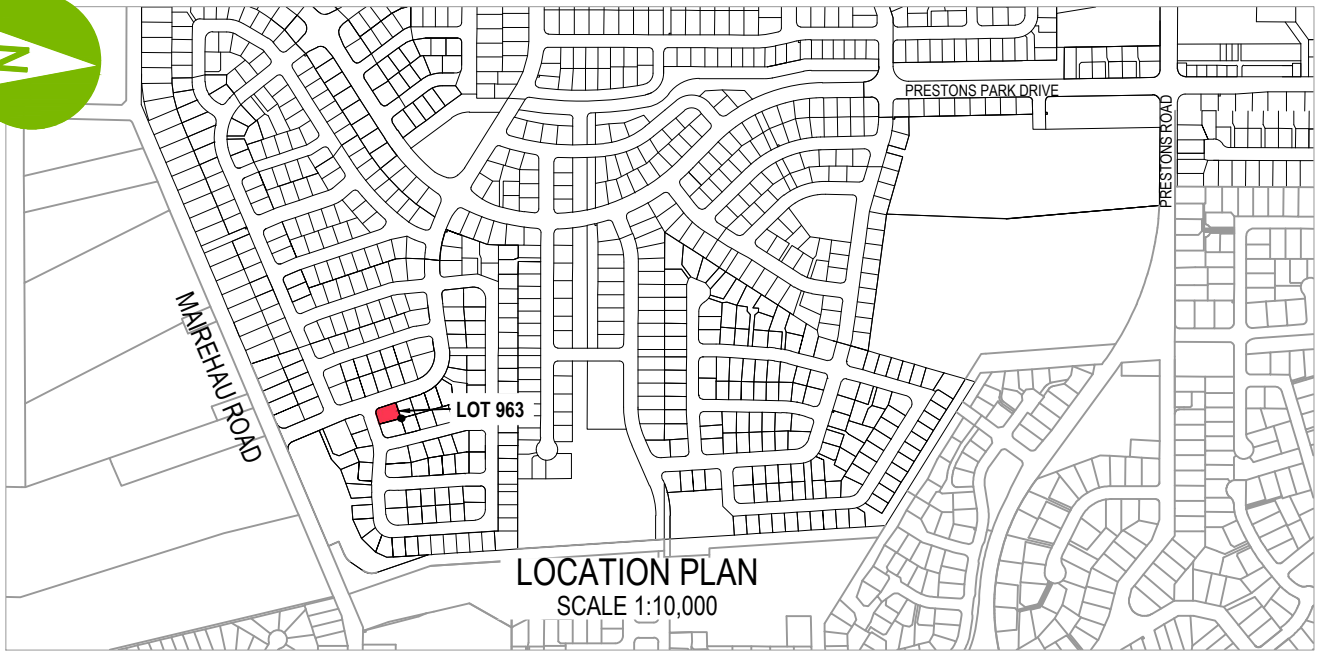 N
PRESTONS PARK DRIVE
PRESTONS ROAD
MAIREHAU ROAD
LOT 963
LOCATION PLAN
SCALE 1:10,000